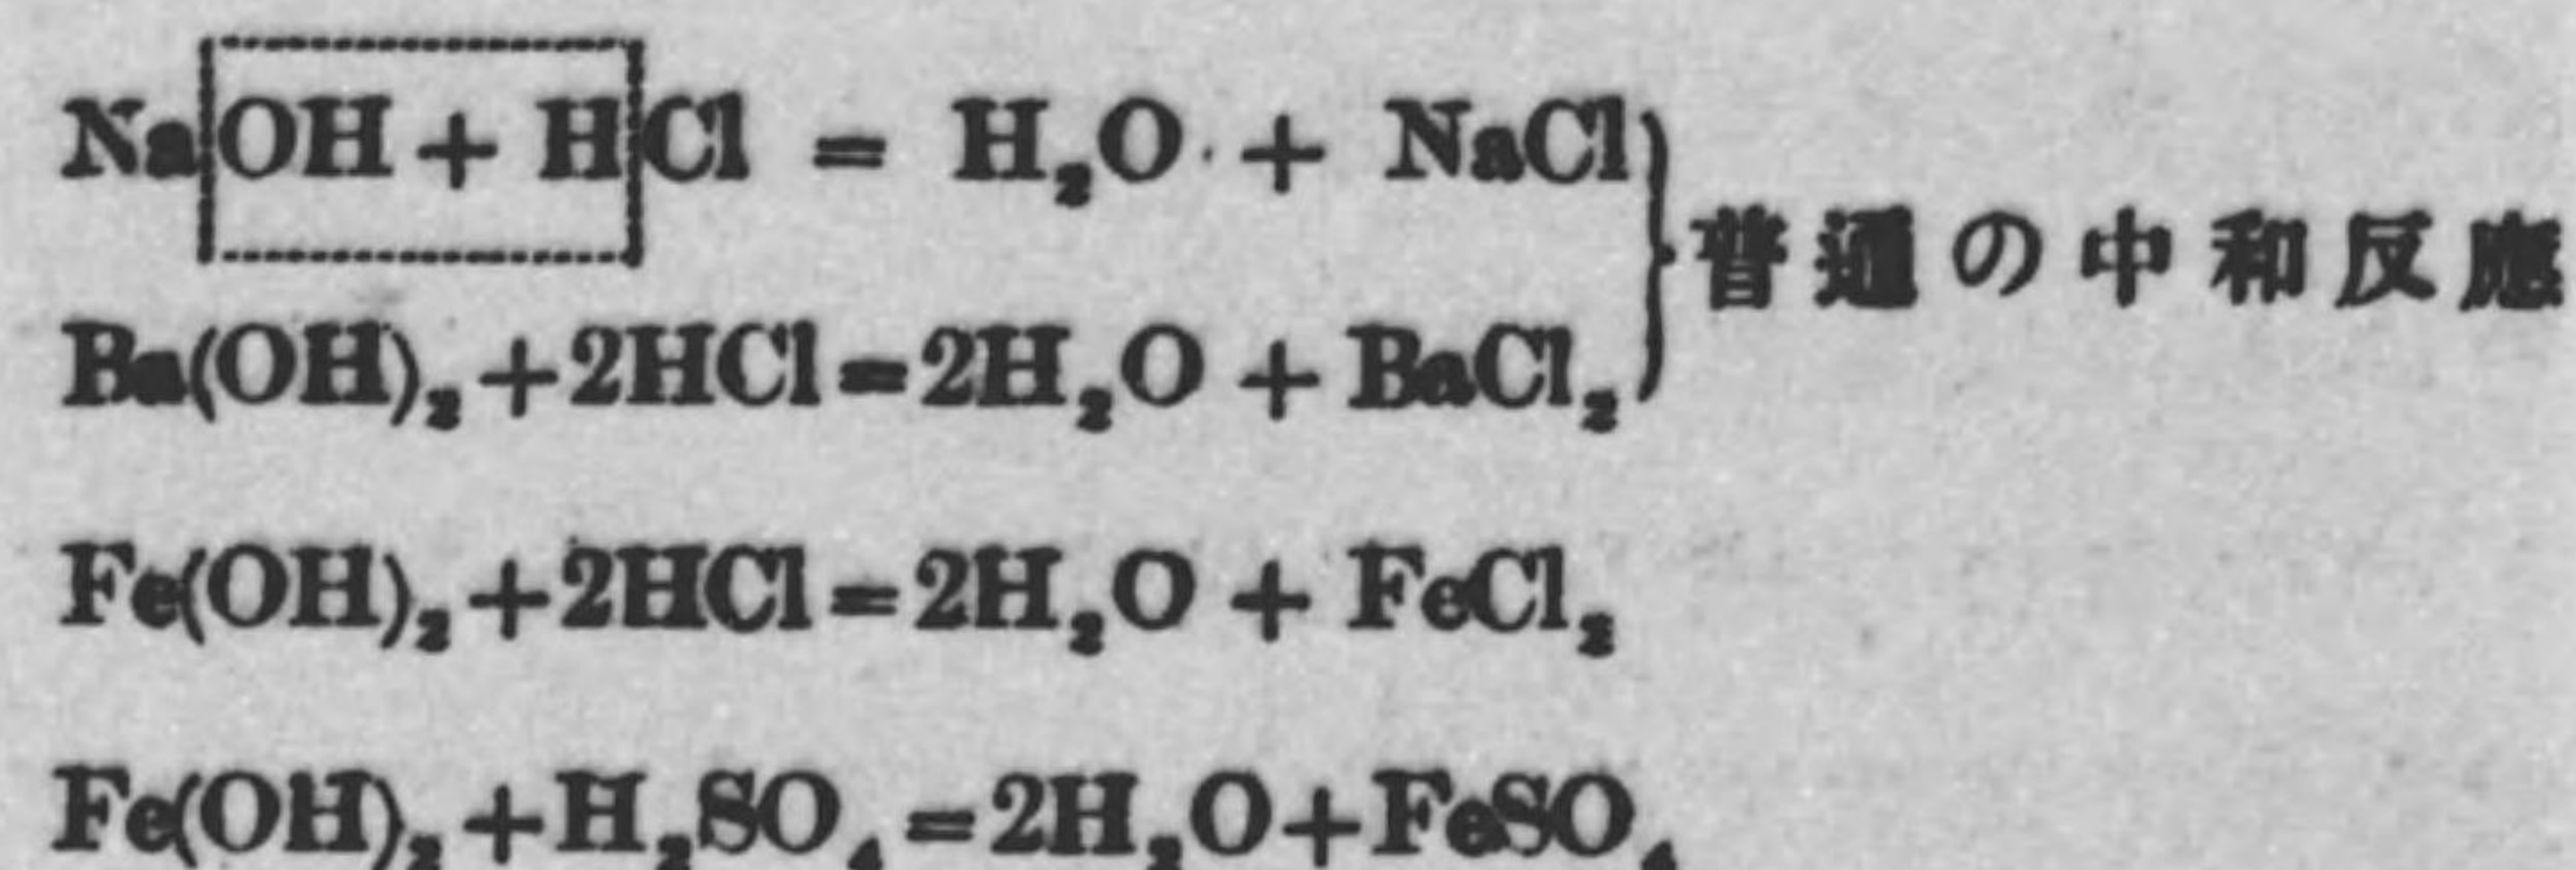 NaOH + HCl = H₂O + NaCl
普通の中和反應
Ba(OH)₂+2HCl=2H₂O + BaCl₂
Fe(OH)₂+2HCl=2H₂O + FeCl₂
Fe(OH)₂+H₂SO₄=2H₂O+FeSO₄